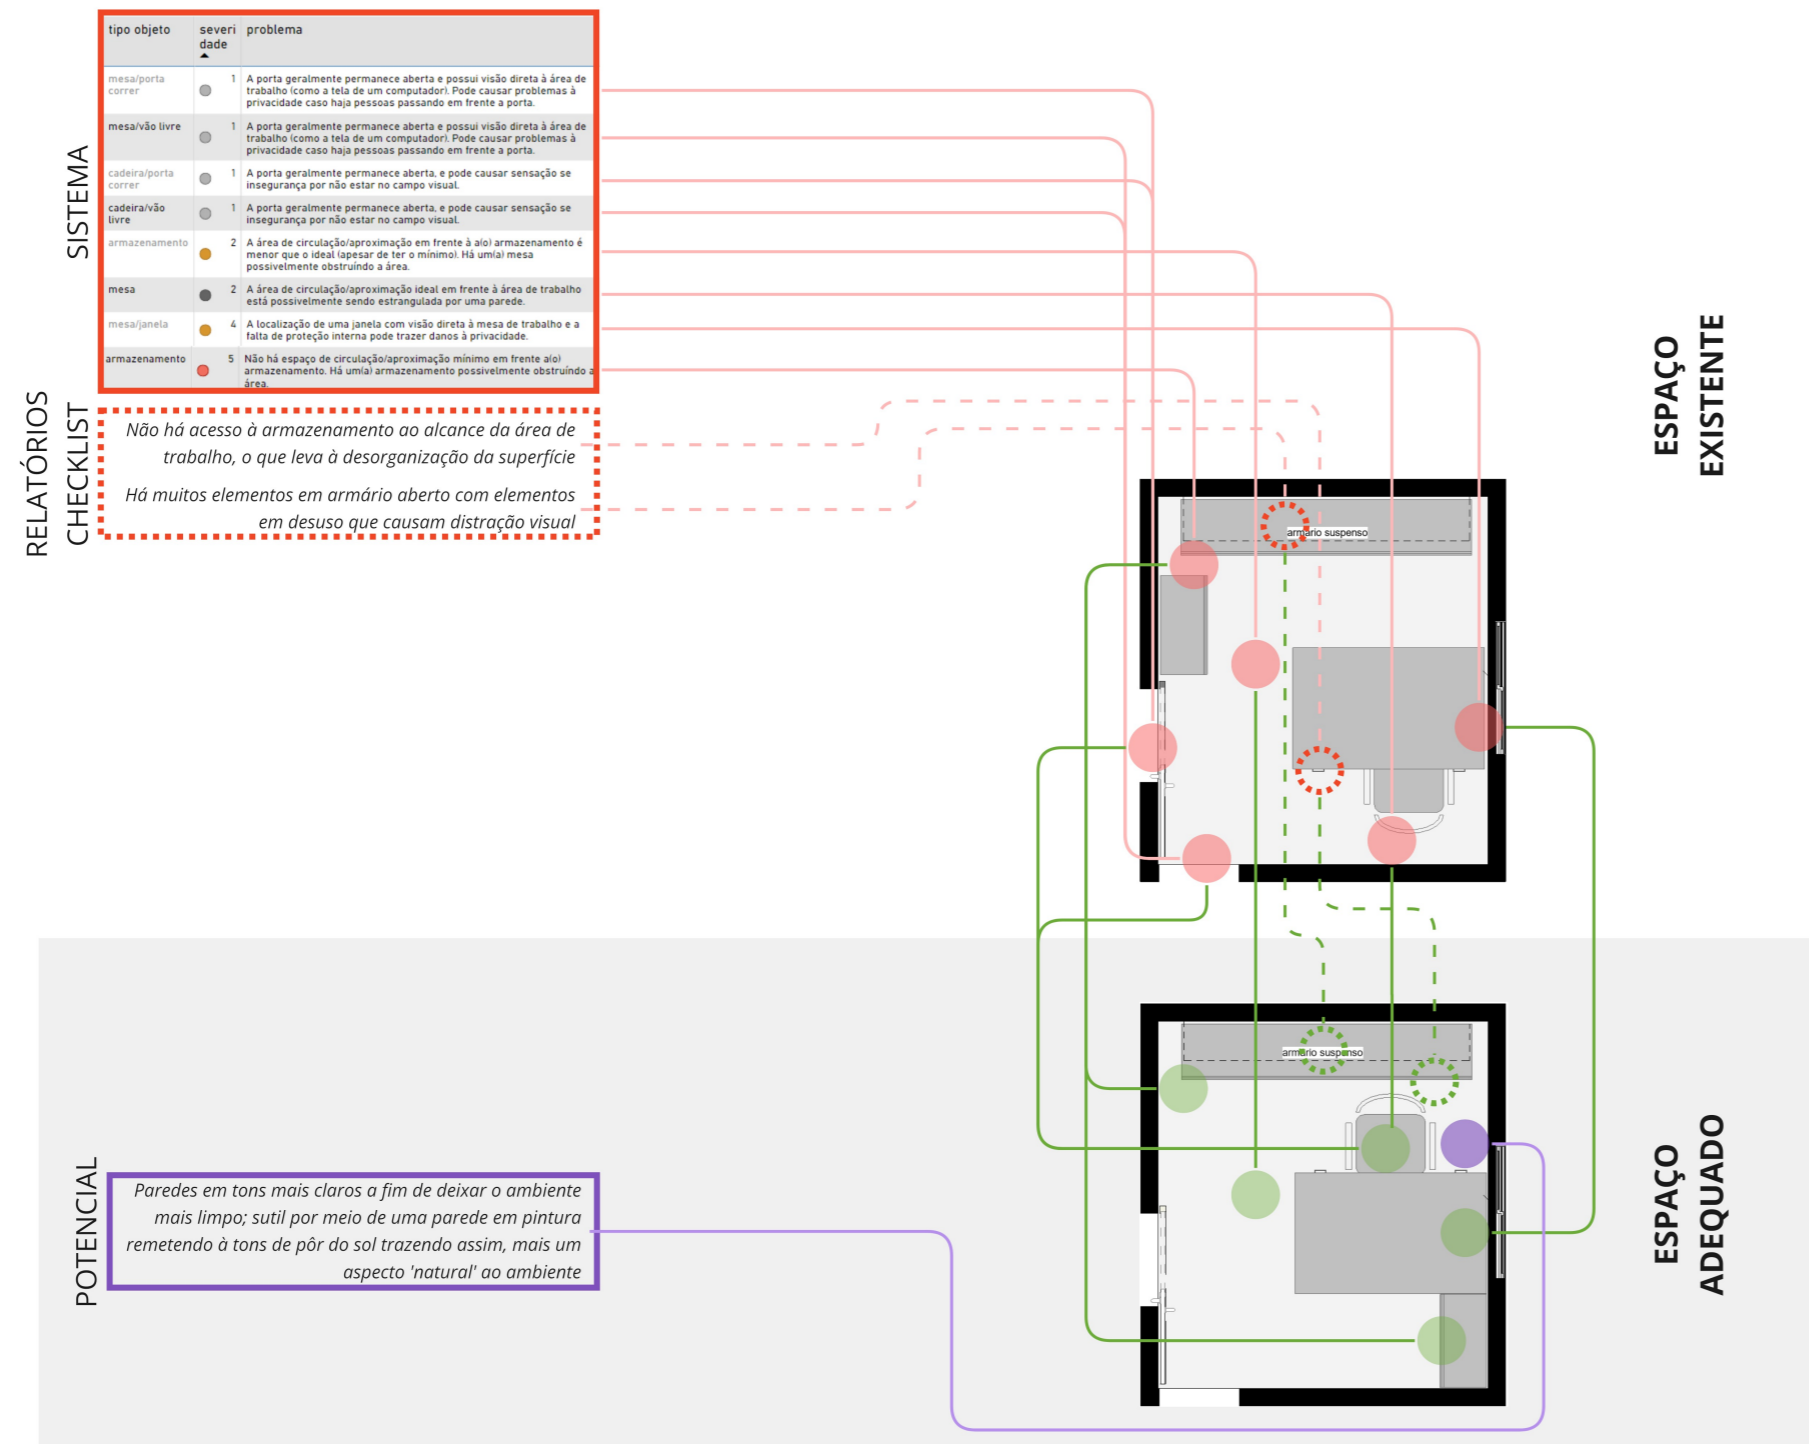 SISTEMA
tipo objeto severi problema
dade
mesa/porta 1 A porta geralmente permanece aberta e possui visão direta à área de
correr trabalho (como a tela de um computador). Pode causar problemas à
privacidade caso haja pessoas passando em frente a porta.
mesa/vão livre 1 A porta geralmente permanece aberta e possui visão direta à área de
trabalho (como a tela de um computador). Pode causar problemas à
privacidade caso haja pessoas passando em frente a porta.
cadeira/porta 1 A porta geralmente permanece aberta, e pode causar sensação se
correr insegurança por não estar no campo visual.
cadeira/vão 1 A porta geralmente permanece aberta, e pode causar sensação se
livre insegurança por não estar no campo visual.
armazenamento 2 A área de circulação/aproximação em frente à a(o) armazenamento é
menor que o ideal (apesar de ter o mínimo). Há um(a) mesa
possivelmente obstruindo a área.
mesa 2 A área de circulação/aproximação ideal em frente à área de trabalho
está possivelmente sendo estrangulada por uma parede.
mesa/janela 4 A localização de uma janela com visão direta à mesa de trabalho e a
falta de proteção interna pode trazer danos à privacidade.
armazenamento 5 Não há espaço de circulação/aproximação mínimo em frente a(o)
armazenamento. Há um(a) armazenamento possivelmente obstruindo a
área.
RELATÓRIOS
CHECKLIST
Não há acesso à armazenamento ao alcance da área de
trabalho, o que leva à desorganização da superfície
Há muitos elementos em armário aberto com elementos
em desuso que causam distração visual
ESPAÇO
EXISTENTE
armário suspenso
armário suspenso
POTENCIAL
Paredes em tons mais claros a fim de deixar o ambiente
mais limpo; sutil por meio de uma parede em pintura
remetendo à tons de pôr do sol trazendo assim, mais um
aspecto 'natural' ao ambiente
ESPAÇO
ADEQUADO